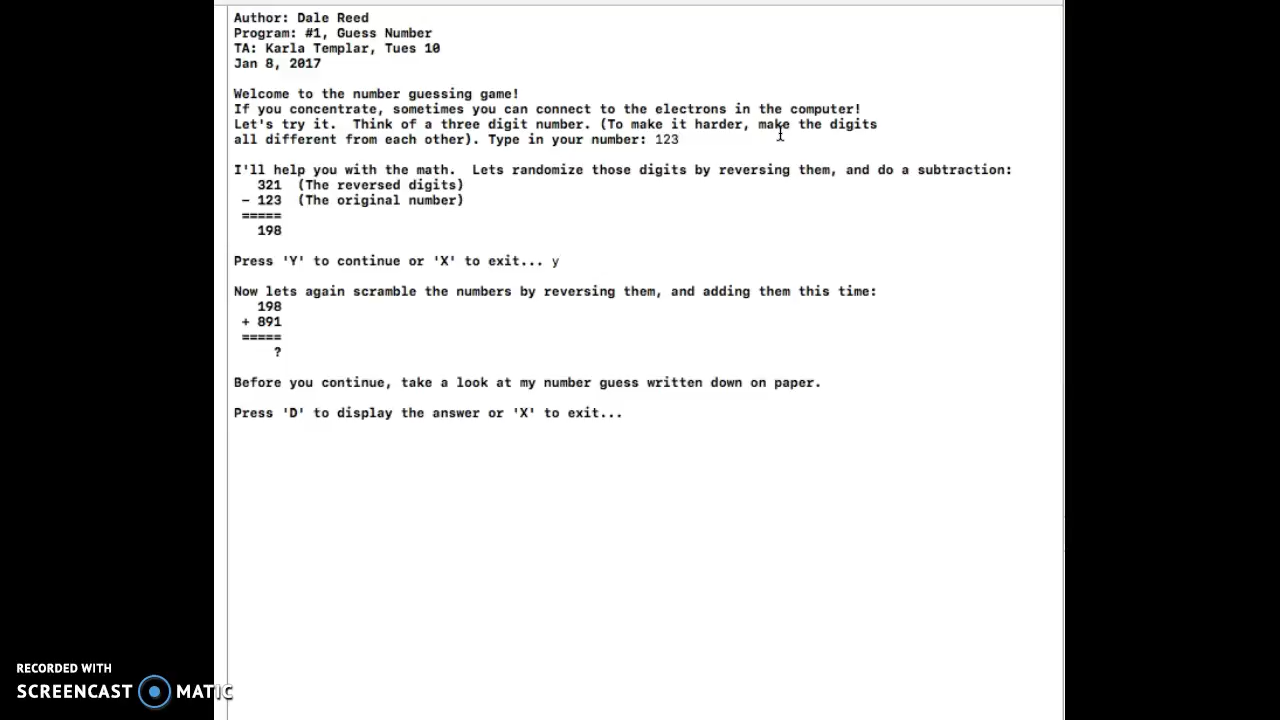 Author: Dale Reed
Program: #1, Guess Number
TA: Karla Templar, Tues 10
Jan 8, 2017
Welcome to the number guessing game!
If you concentrate, sometimes you can connect to the electrons in the computer!
Let's try it.  Think of a three digit number. (To make it harder, make the digits
all different from each other). Type in your number: 123
I'll help you with the math.  Lets randomize those digits by reversing them, and do a subtraction:
321  (The reversed digits)
- 123  (The original number)
=====
198
Press 'Y' to continue or 'X' to exit... y
Now lets again scramble the numbers by reversing them, and adding them this time:
198
+ 891
=====
?
Before you continue, take a look at my number guess written down on paper.
Press 'D' to display the answer or 'X' to exit...
RECORDED WITH
SCREENCAST MATIC